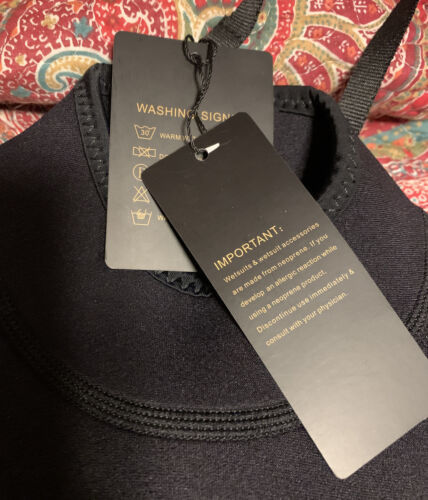 WASHING SIGN
30 WARM W
IMPORTANT:
Wetsuits & wetsuit accessories
are made from neoprene. If you
develop an allergic reaction while
using a neoprene product,
Discontinue use immediately &
consult with your physician.